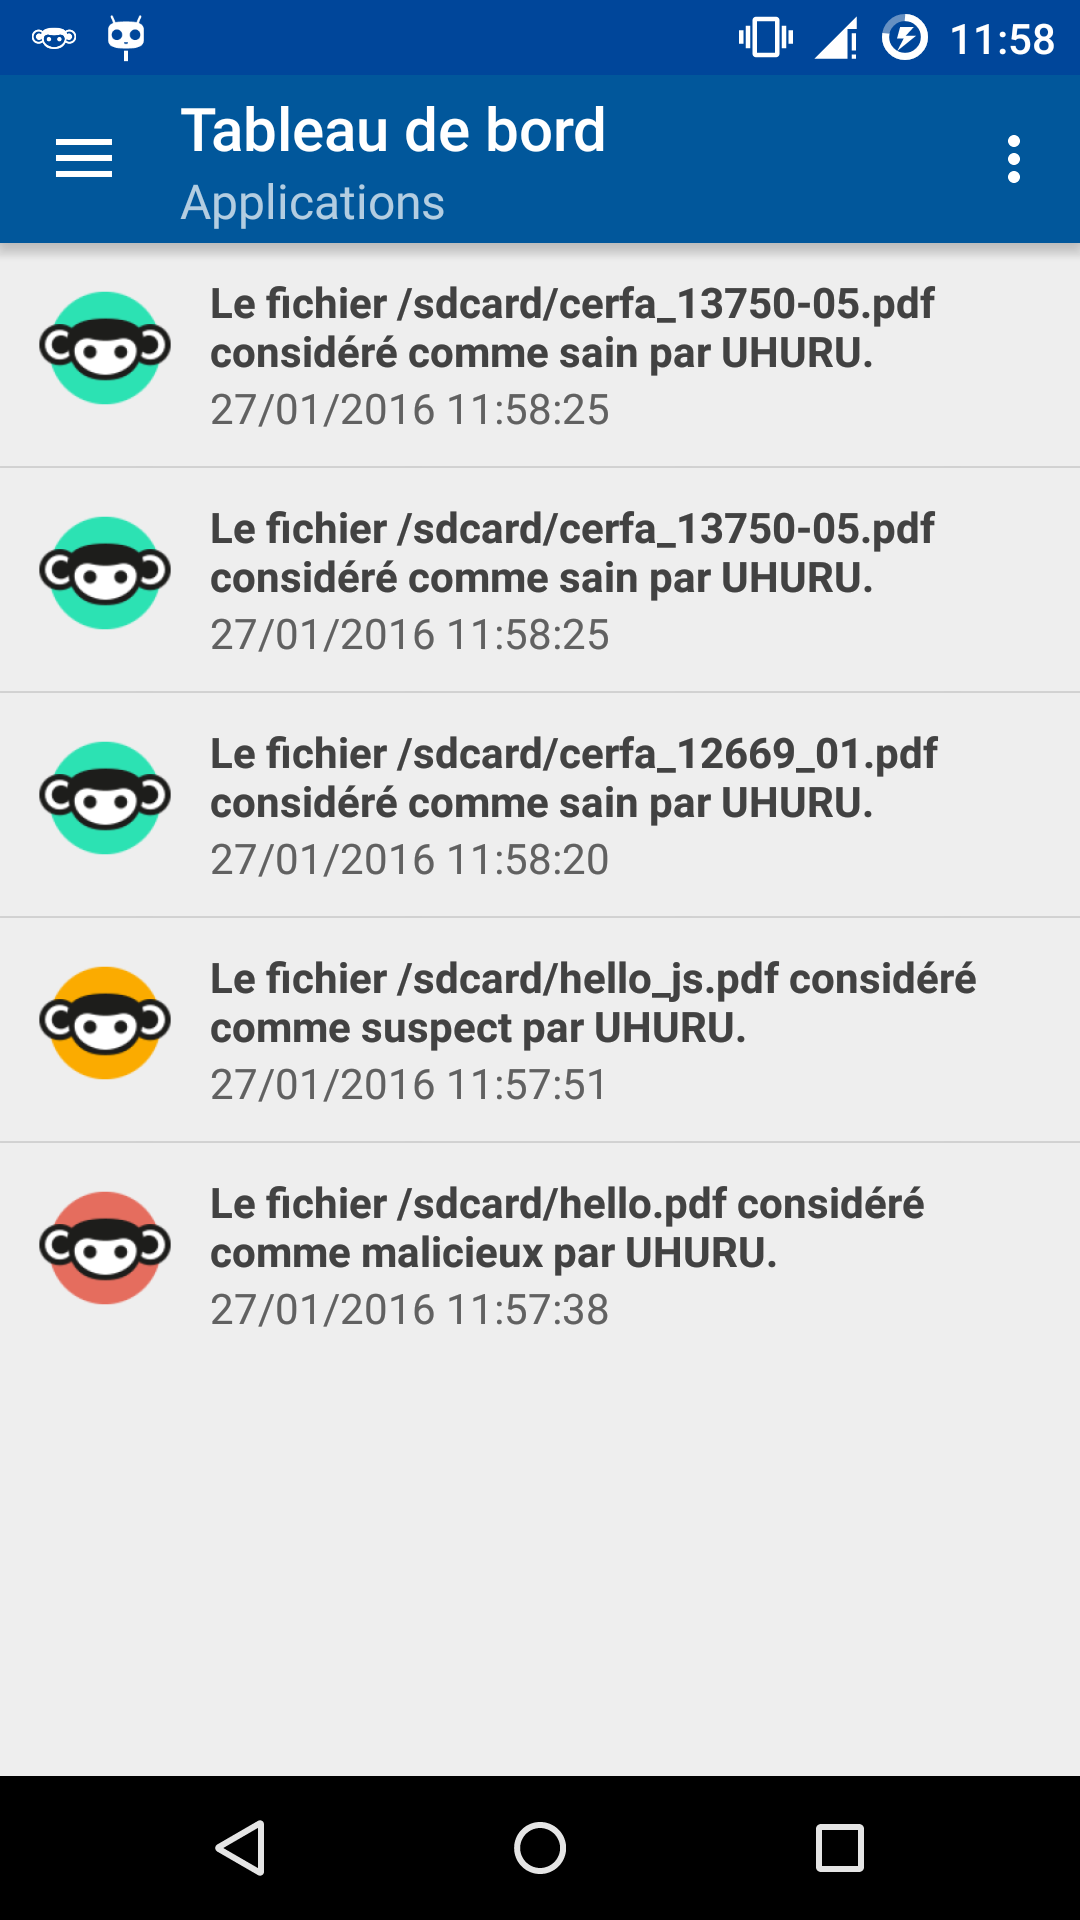 11:58
Tableau de bord
Applications
Le fichier /sdcard/cerfa_13750-05.pdf
considéré comme sain par UHURU.
27/01/2016 11:58:25
Le fichier /sdcard/cerfa_13750-05.pdf
considéré comme sain par UHURU.
27/01/2016 11:58:25
Le fichier /sdcard/cerfa_12669_01.pdf
considéré comme sain par UHURU.
27/01/2016 11:58:20
Le fichier /sdcard/hello_js.pdf considéré
comme suspect par UHURU.
27/01/2016 11:57:51
Le fichier /sdcard/hello.pdf considéré
comme malicieux par UHURU.
27/01/2016 11:57:38